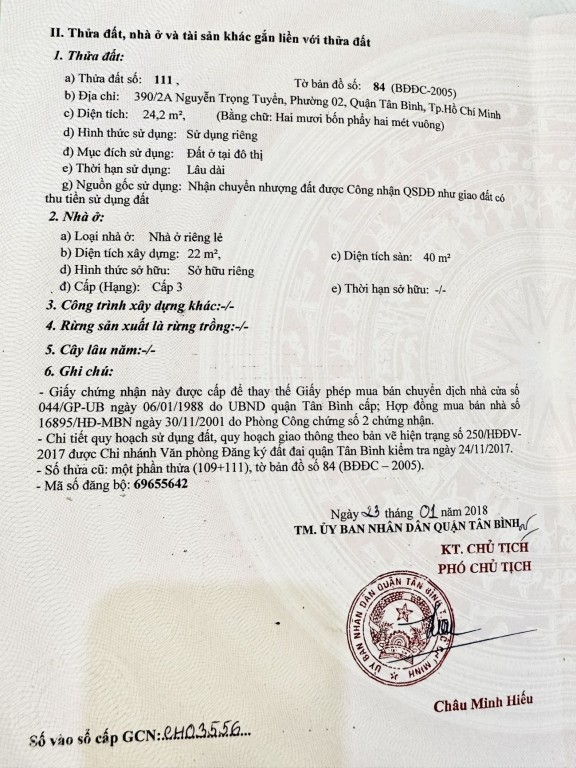 II. Thửa đất, nhà ở và tài sản khác gắn liền với thửa đất
1. Thửa đất:
a) Thửa đất số: 111 , Tờ bản đồ số: 84 (BĐĐC-2005)
b) Địa chỉ: 390/2A Nguyễn Trọng Tuyển, Phường 02, Quận Tân Bình, Tp.Hồ Chí Minh
c) Diện tích: 24,2 m², (Bằng chữ: Hai mươi bốn phẩy hai mét vuông)
d) Hình thức sử dụng: Sử dụng riêng
đ) Mục đích sử dụng: Đất ở tại đô thị
e) Thời hạn sử dụng: Lâu dài
g) Nguồn gốc sử dụng: Nhận chuyển nhượng đất được Công nhận QSDĐ như giao đất có
thu tiền sử dụng đất
2. Nhà ở:
a) Loại nhà ở: Nhà ở riêng lẻ
b) Diện tích xây dựng: 22 m², c) Diện tích sàn: 40 m²
d) Hình thức sở hữu: Sở hữu riêng
đ) Cấp (Hạng): Cấp 3 e) Thời hạn sở hữu: -/-
3. Công trình xây dựng khác:-/-
4. Rừng sản xuất là rừng trồng:-/-
5. Cây lâu năm:-/-
6. Ghi chú:
- Giấy chứng nhận này được cấp để thay thế Giấy phép mua bán chuyển dịch nhà cửa số
044/GP-UB ngày 06/01/1988 do UBND quận Tân Bình cấp; Hợp đồng mua bán nhà số
16895/HĐ-MBN ngày 30/11/2001 do Phòng Công chứng số 2 chứng nhận.
- Chi tiết quy hoạch sử dụng đất, quy hoạch giao thông theo bản vẽ hiện trạng số 250/HĐĐV-
2017 được Chi nhánh Văn phòng Đăng ký đất đai quận Tân Bình kiểm tra ngày 24/11/2017.
- Số thửa cũ: một phần thửa (109+111), tờ bản đồ số 84 (BĐĐC – 2005).
- Mã số đăng bộ: 69655642
Ngày 23 tháng 01 năm 2018
TM. ỦY BAN NHÂN DÂN QUẬN TÂN BÌNH
KT. CHỦ TỊCH
PHÓ CHỦ TỊCH
ỦY BAN NHÂN DÂN QUẬN TÂN BÌNH
Châu Minh Hiếu
Số vào sổ cấp GCN: CH03556...